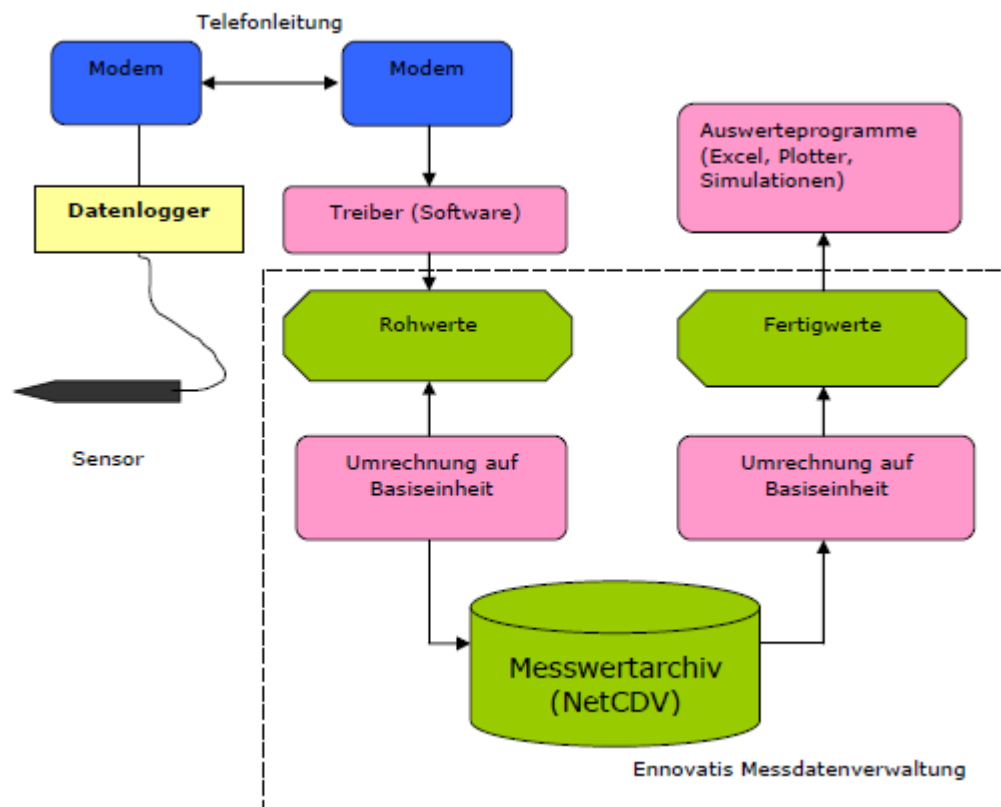 Telefonleitung
Modem
Modem
Auswerteprogramme
(Excel, Plotter,
Simulationen)
Datenlogger
Treiber (Software)
Rohwerte
Fertigwerte
Sensor
Umrechnung auf
Basiseinheit
Umrechnung auf
Basiseinheit
Messwertarchiv
(NetCDV)
Ennovatis Messdatenverwaltung